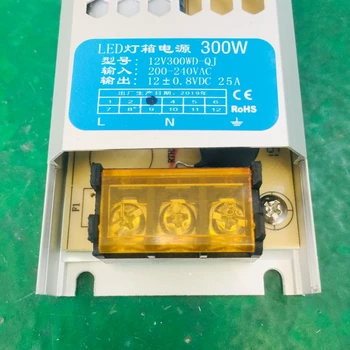 LED灯箱电源 300W
型号: 12V300WD-QJ
输入: 200-240VAC
输出: 12±0.8VDC 25A
出厂生产日期: 2019年
1 2 3 4 5 6
7 8 9 10 11 12
CE
RoHS
L N
F1